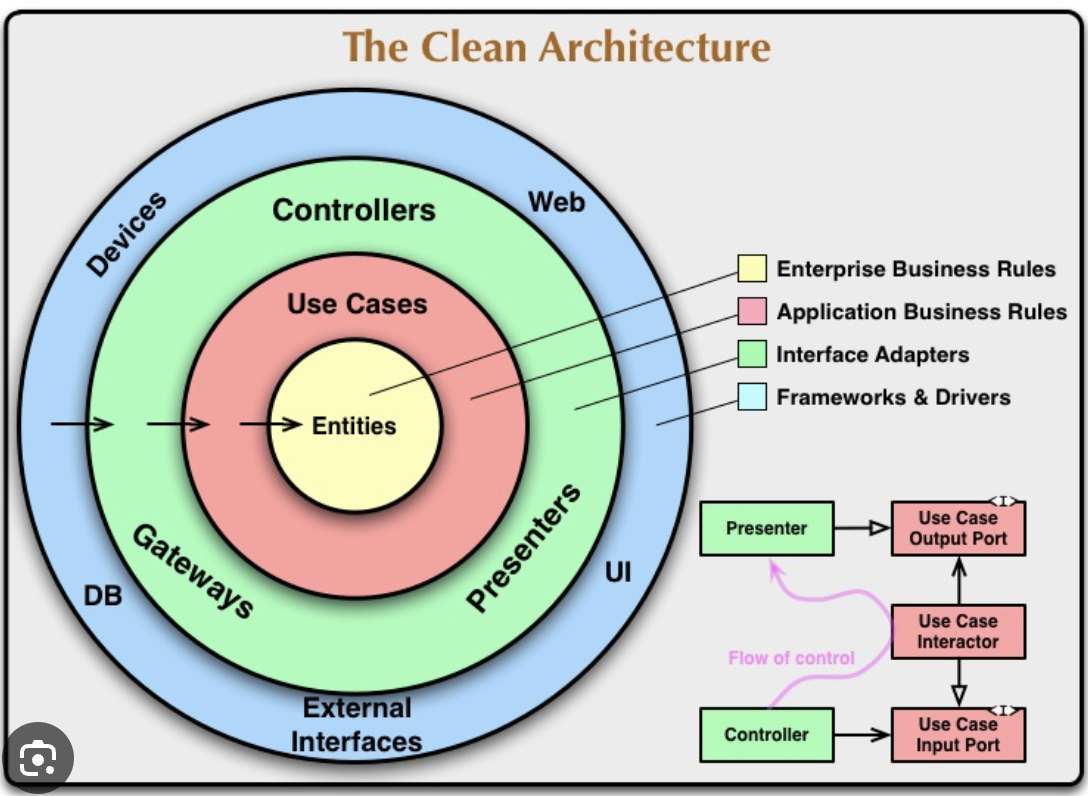 The Clean Architecture
Devices
Controllers
Web
Use Cases
Entities
Gateways
Presenters
DB
UI
External
Interfaces
Enterprise Business Rules
Application Business Rules
Interface Adapters
Frameworks & Drivers
Presenter
<I>
Use Case
Output Port
Use Case
Interactor
Flow of control
Controller
<I>
Use Case
Input Port